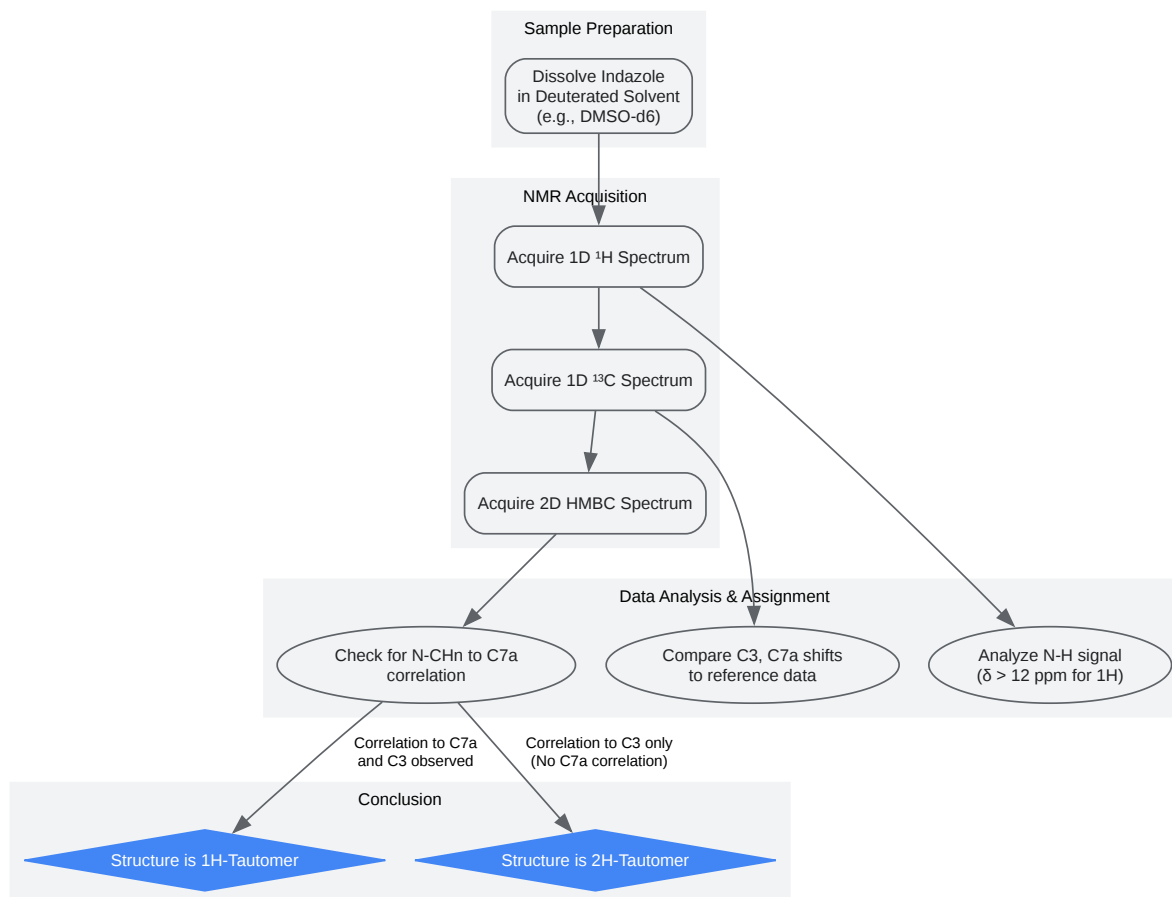 Sample Preparation
Dissolve Indazole
in Deuterated Solvent
(e.g., DMSO-d6)
NMR Acquisition
Acquire 1D ¹H Spectrum
Acquire 1D ¹³C Spectrum
Acquire 2D HMBC Spectrum
Data Analysis & Assignment
Check for N-CHn to C7a
correlation
Compare C3, C7a shifts
to reference data
Analyze N-H signal
(δ > 12 ppm for 1H)
Correlation to C7a
and C3 observed
Correlation to C3 only
(No C7a correlation)
Conclusion
Structure is 1H-Tautomer
Structure is 2H-Tautomer